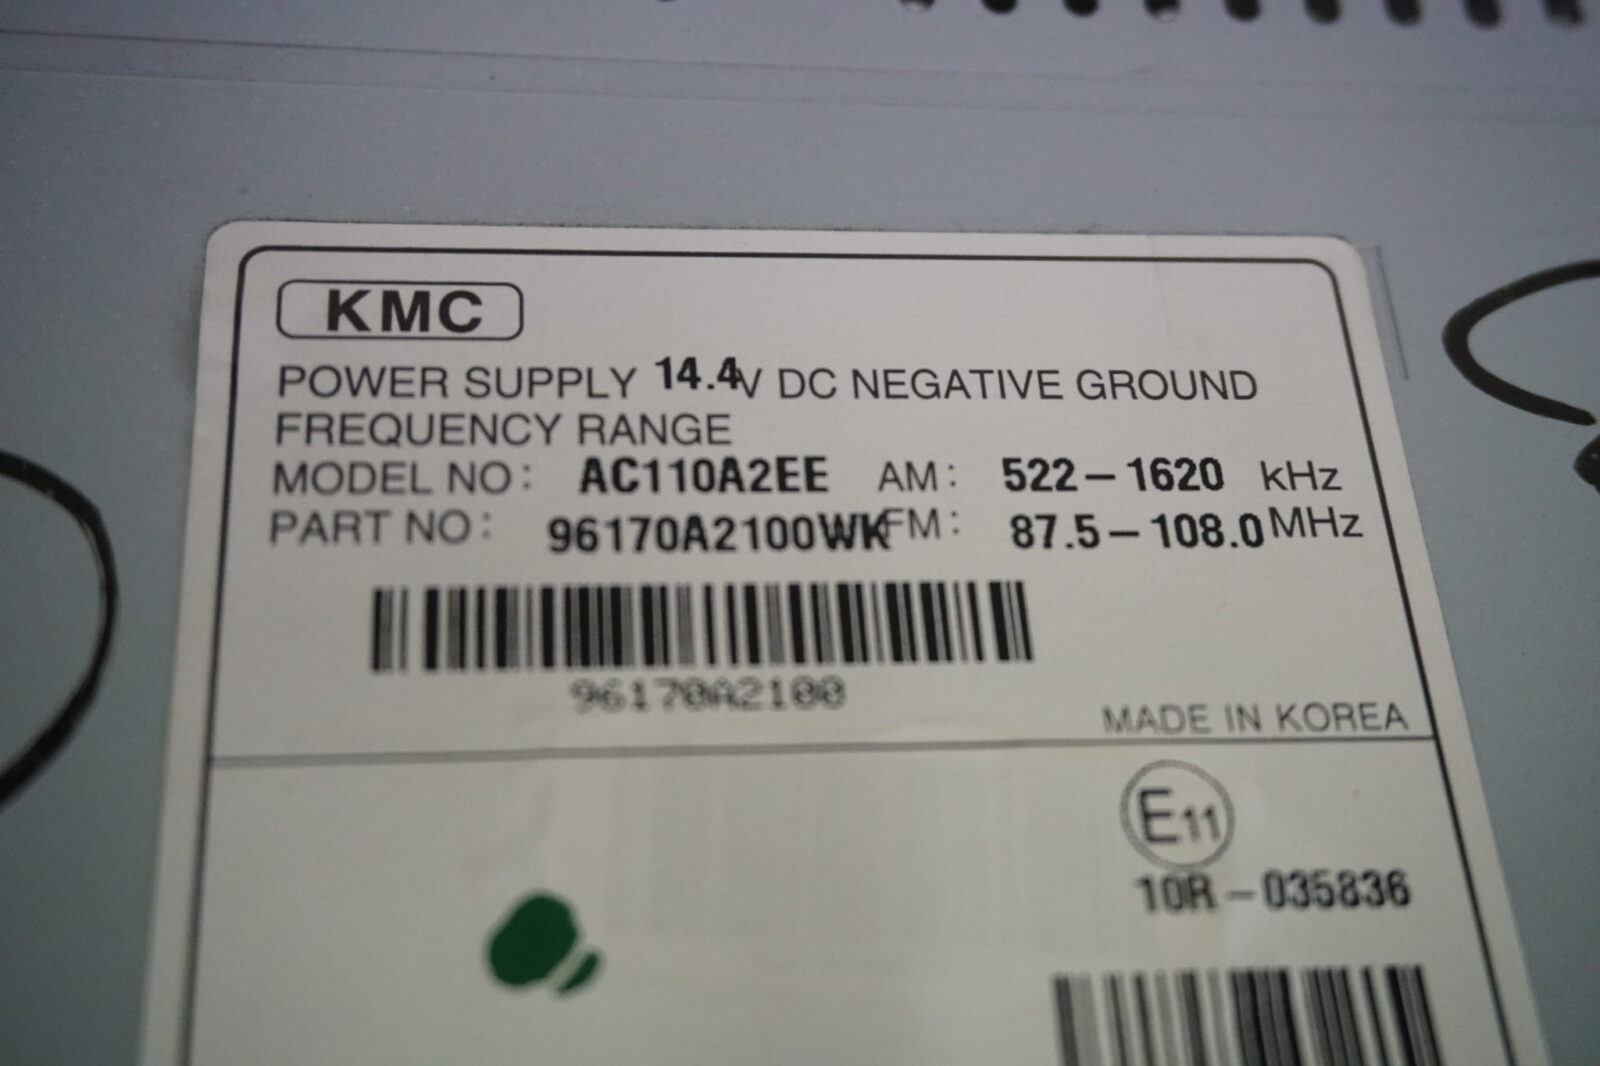 KMC
POWER SUPPLY 14.4V DC NEGATIVE GROUND
FREQUENCY RANGE
MODEL NO: AC110A2EE AM: 522-1620 kHz
PART NO: 96170A2100WK FM: 87.5-108.0 MHz
96170A2100
MADE IN KOREA
E11
10R-035836